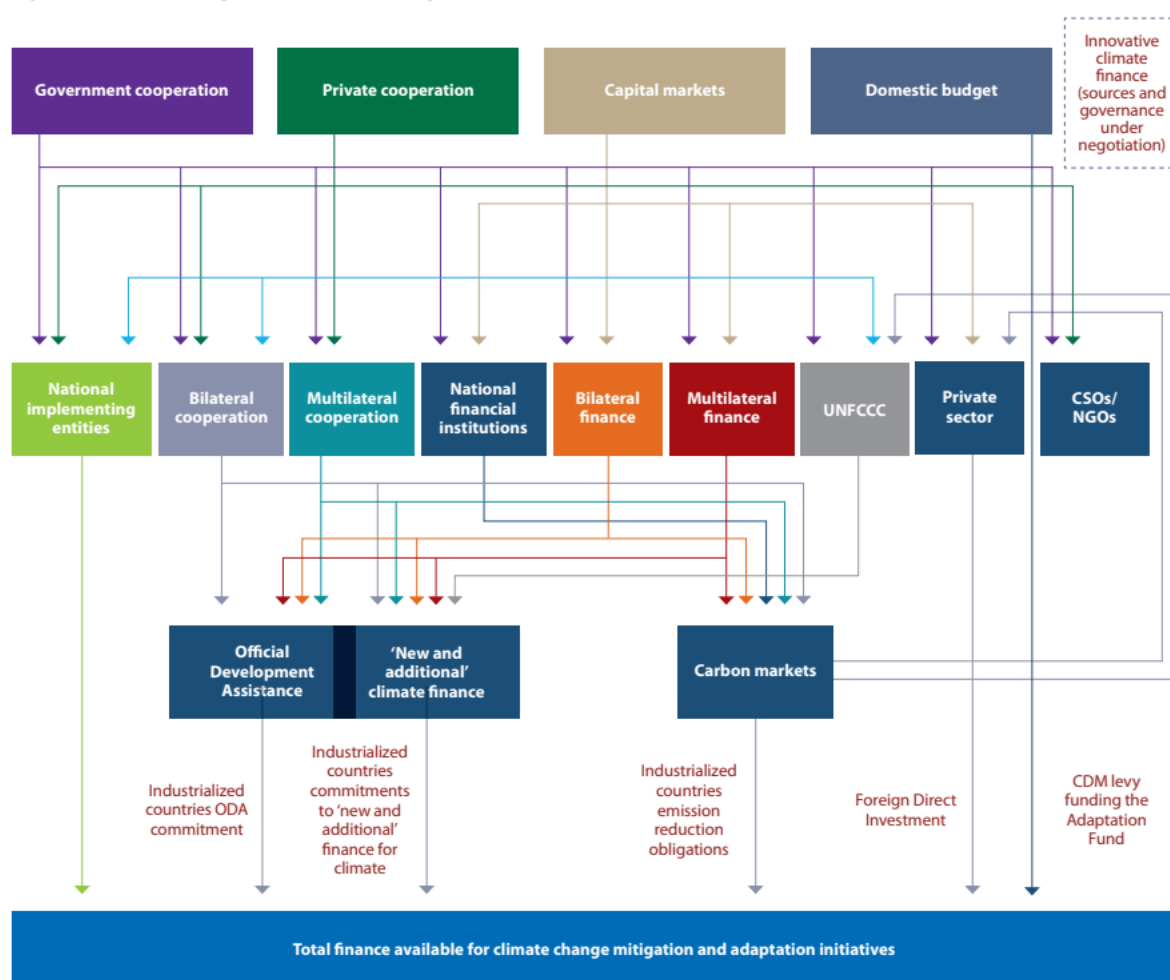 Government cooperation
Private cooperation
Capital markets
Domestic budget
Innovative
climate
finance
(sources and
governance
under
negotiation)
National
implementing
entities
Bilateral
cooperation
Multilateral
cooperation
National
financial
institutions
Bilateral
finance
Multilateral
finance
UNFCCC
Private
sector
CSOs/
NGOs
Official
Development
Assistance
‘New and
additional’
climate finance
Carbon markets
Industrialized
countries ODA
commitment
Industrialized
countries
commitments
to ‘new and
additional’
finance for
climate
Industrialized
countries
emission
reduction
obligations
Foreign Direct
Investment
CDM levy
funding the
Adaptation
Fund
Total finance available for climate change mitigation and adaptation initiatives